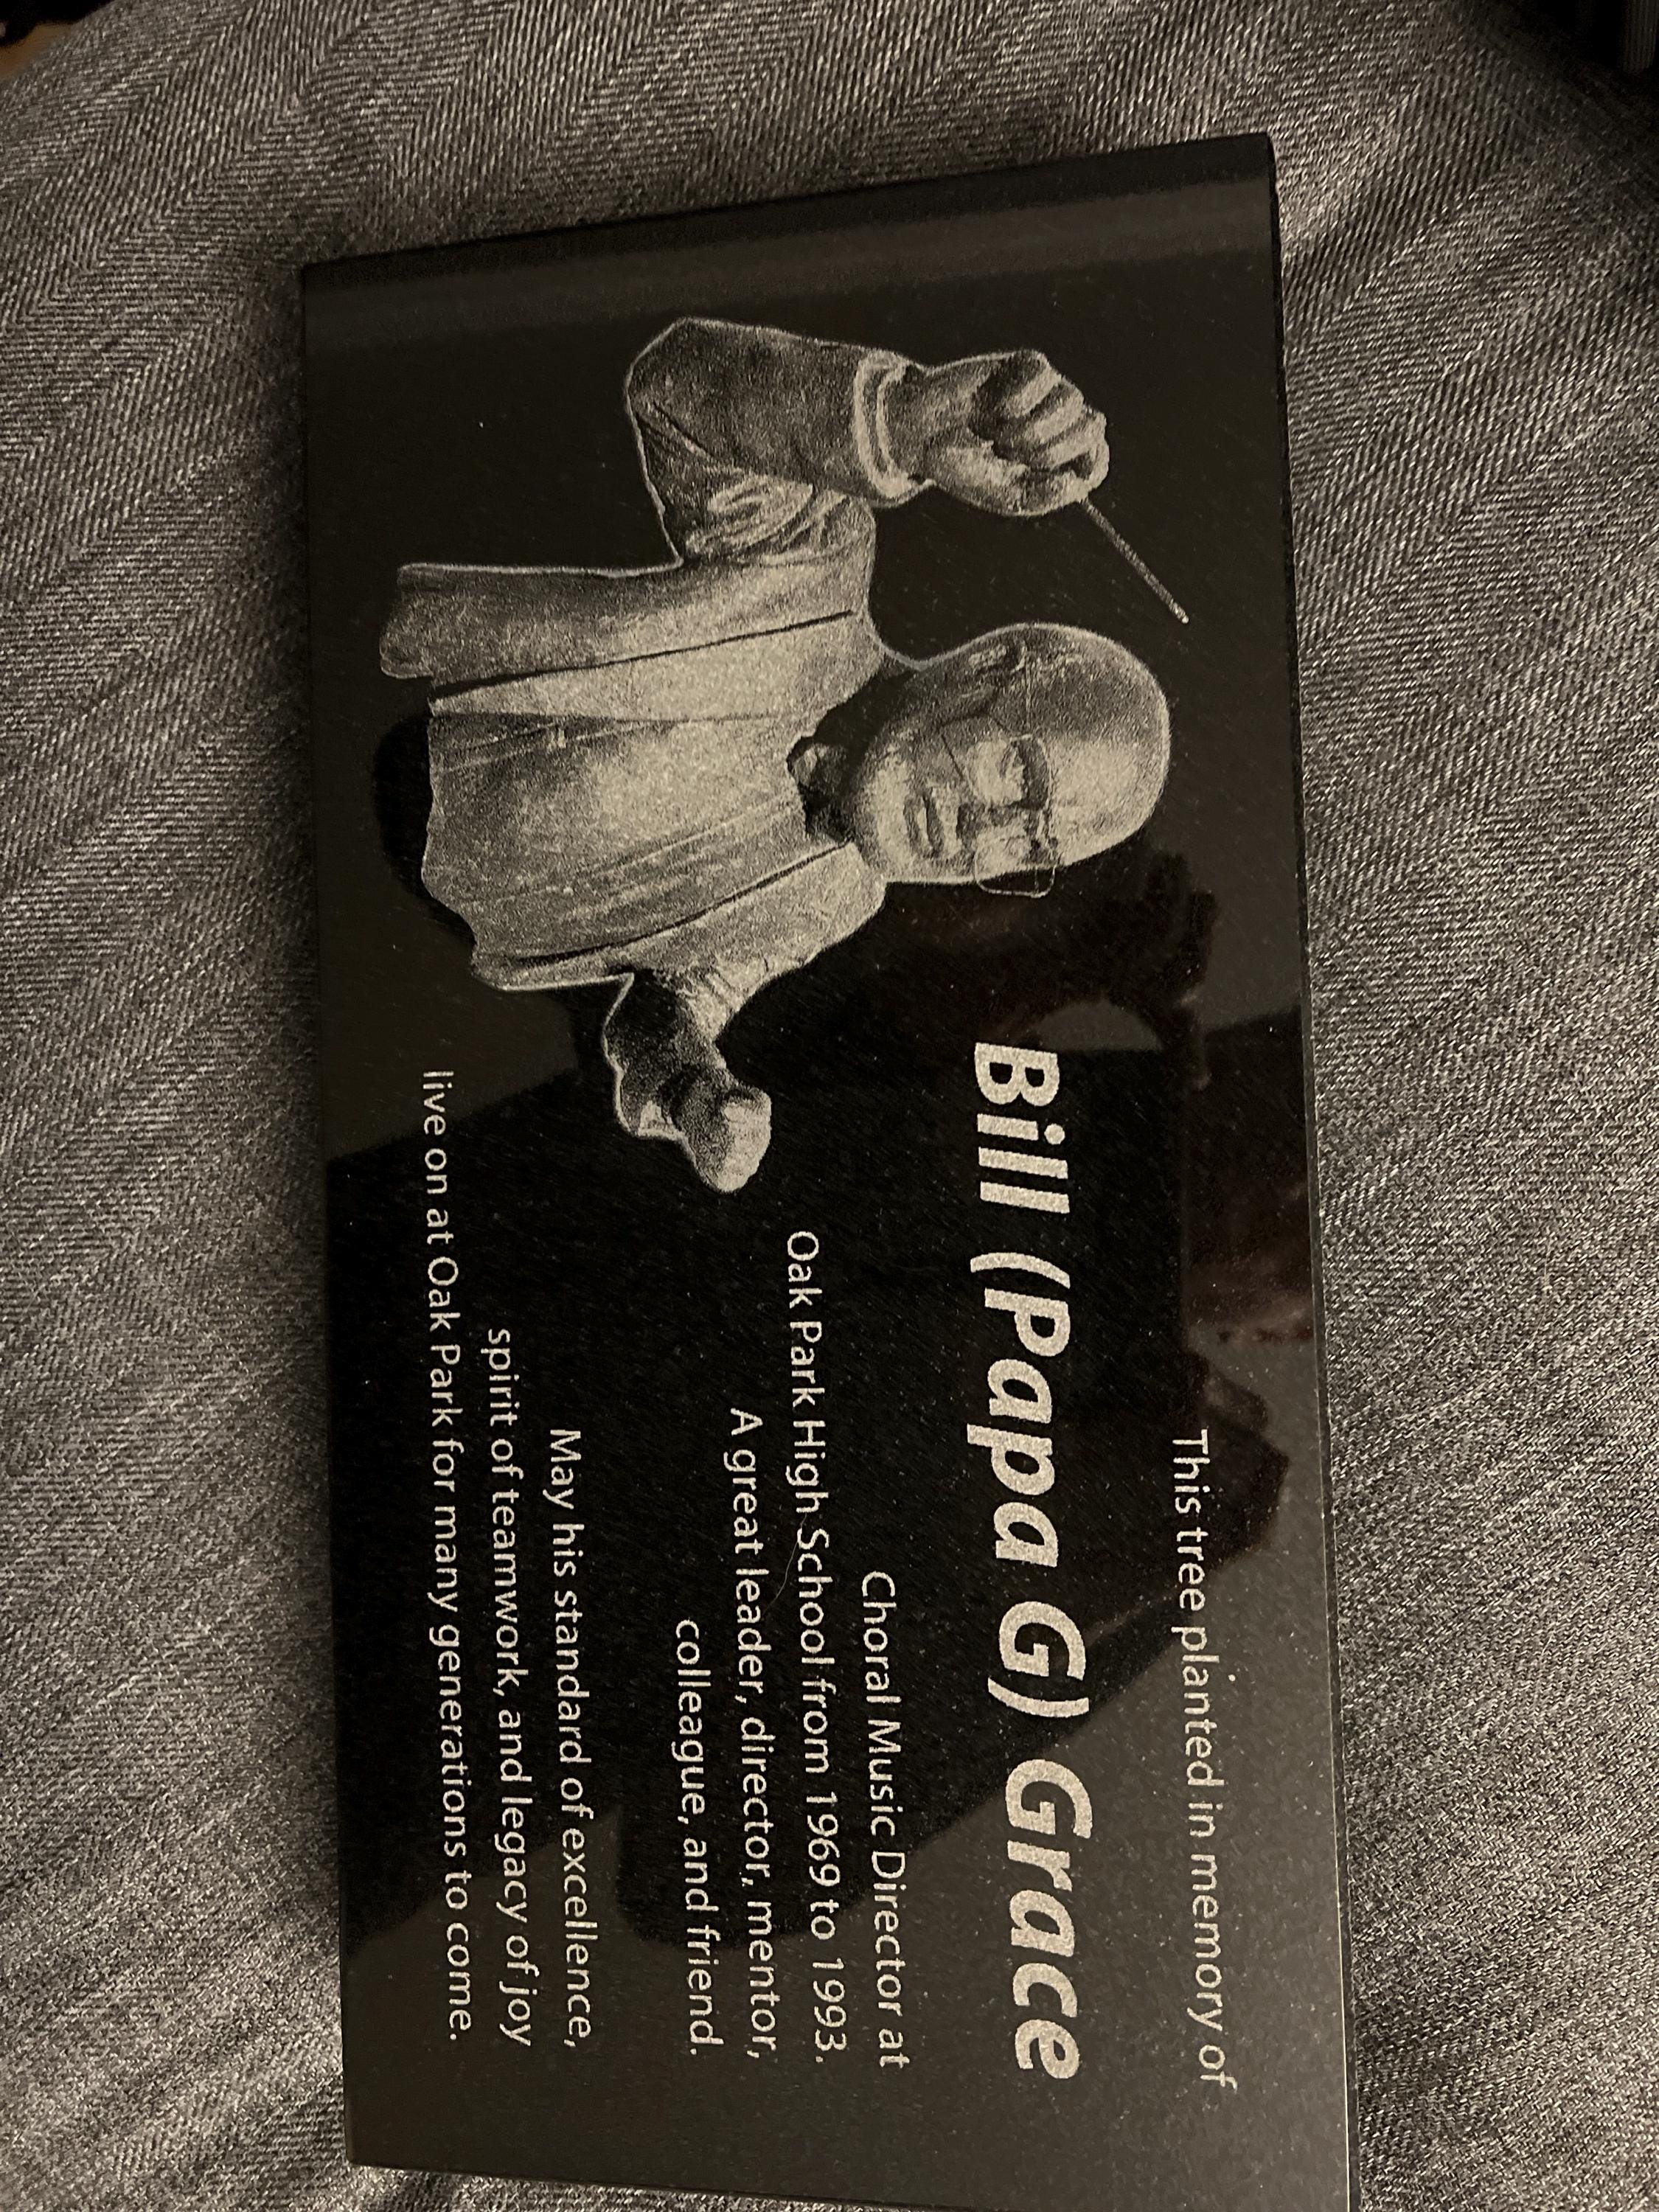 This tree planted in memory of
Bill (Papa G) Grace
Choral Music Director at
Oak Park High School from 1969 to 1993.
A great leader, director, mentor,
colleague, and friend.
May his standard of excellence,
spirit of teamwork, and legacy of joy
live on at Oak Park for many generations to come.